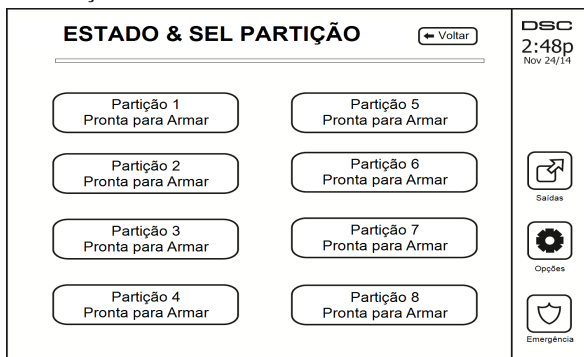 ESTADO & SEL PARTIÇÃO
Voltar
Partição 1
Pronta para Armar
Partição 5
Pronta para Armar
Partição 2
Pronta para Armar
Partição 6
Pronta para Armar
Partição 3
Pronta para Armar
Partição 7
Pronta para Armar
Partição 4
Pronta para Armar
Partição 8
Pronta para Armar
DSC
2:48p
Nov 24/14
Saídas
Opções
Emergência